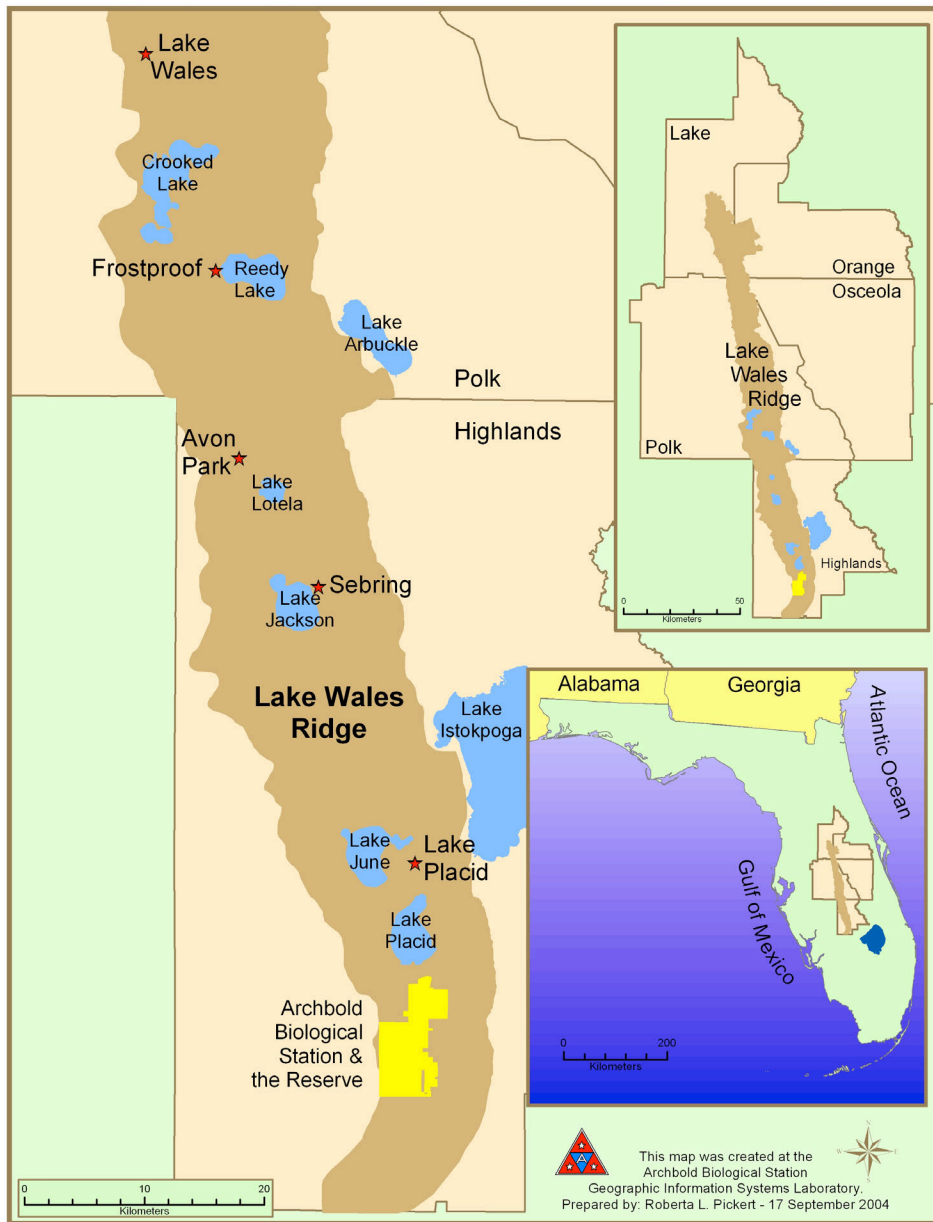 Lake
Wales
Crooked
Lake
Frostproof
Reedy
Lake
Lake
Arbuckle
Polk
Highlands
Avon
Park
Lake
Lotela
Sebring
Lake
Jackson
Lake Wales
Ridge
Lake
Istokpoga
Lake
June
Lake
Placid
Lake
Placid
Archbold
Biological
Station &
the Reserve
0 10 20
Kilometers
Lake
Orange
Osceola
Lake
Wales
Ridge
Polk
Highlands
0 50
Kilometers
Alabama
Georgia
Atlantic Ocean
Gulf of Mexico
0 200
Kilometers
A
This map was created at the
Archbold Biological Station
Geographic Information Systems Laboratory.
Prepared by: Roberta L. Pickert - 17 September 2004
N